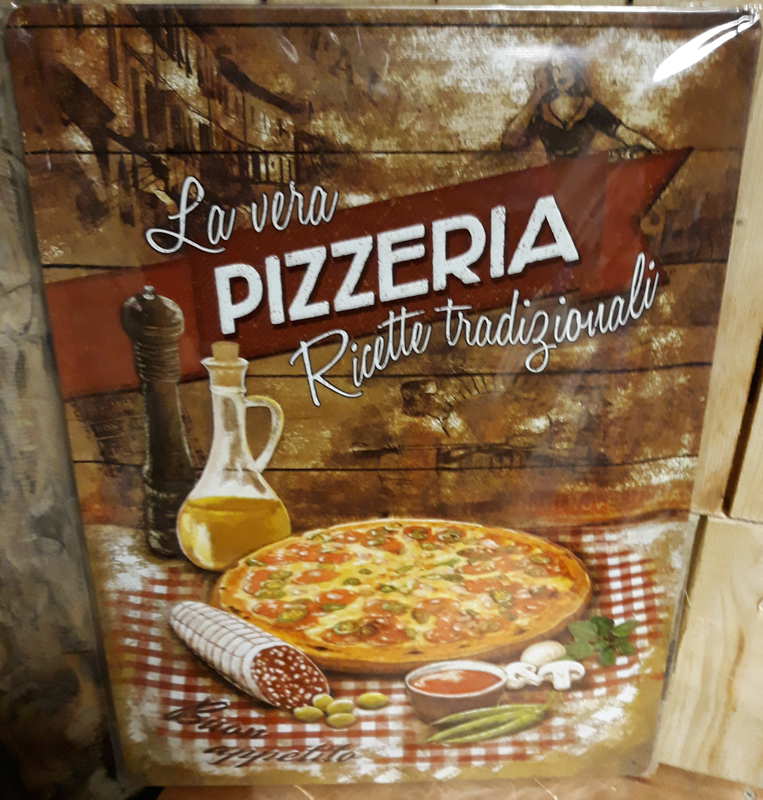 La vera
PIZZERIA
Ricette tradizionali
Buon
appetito